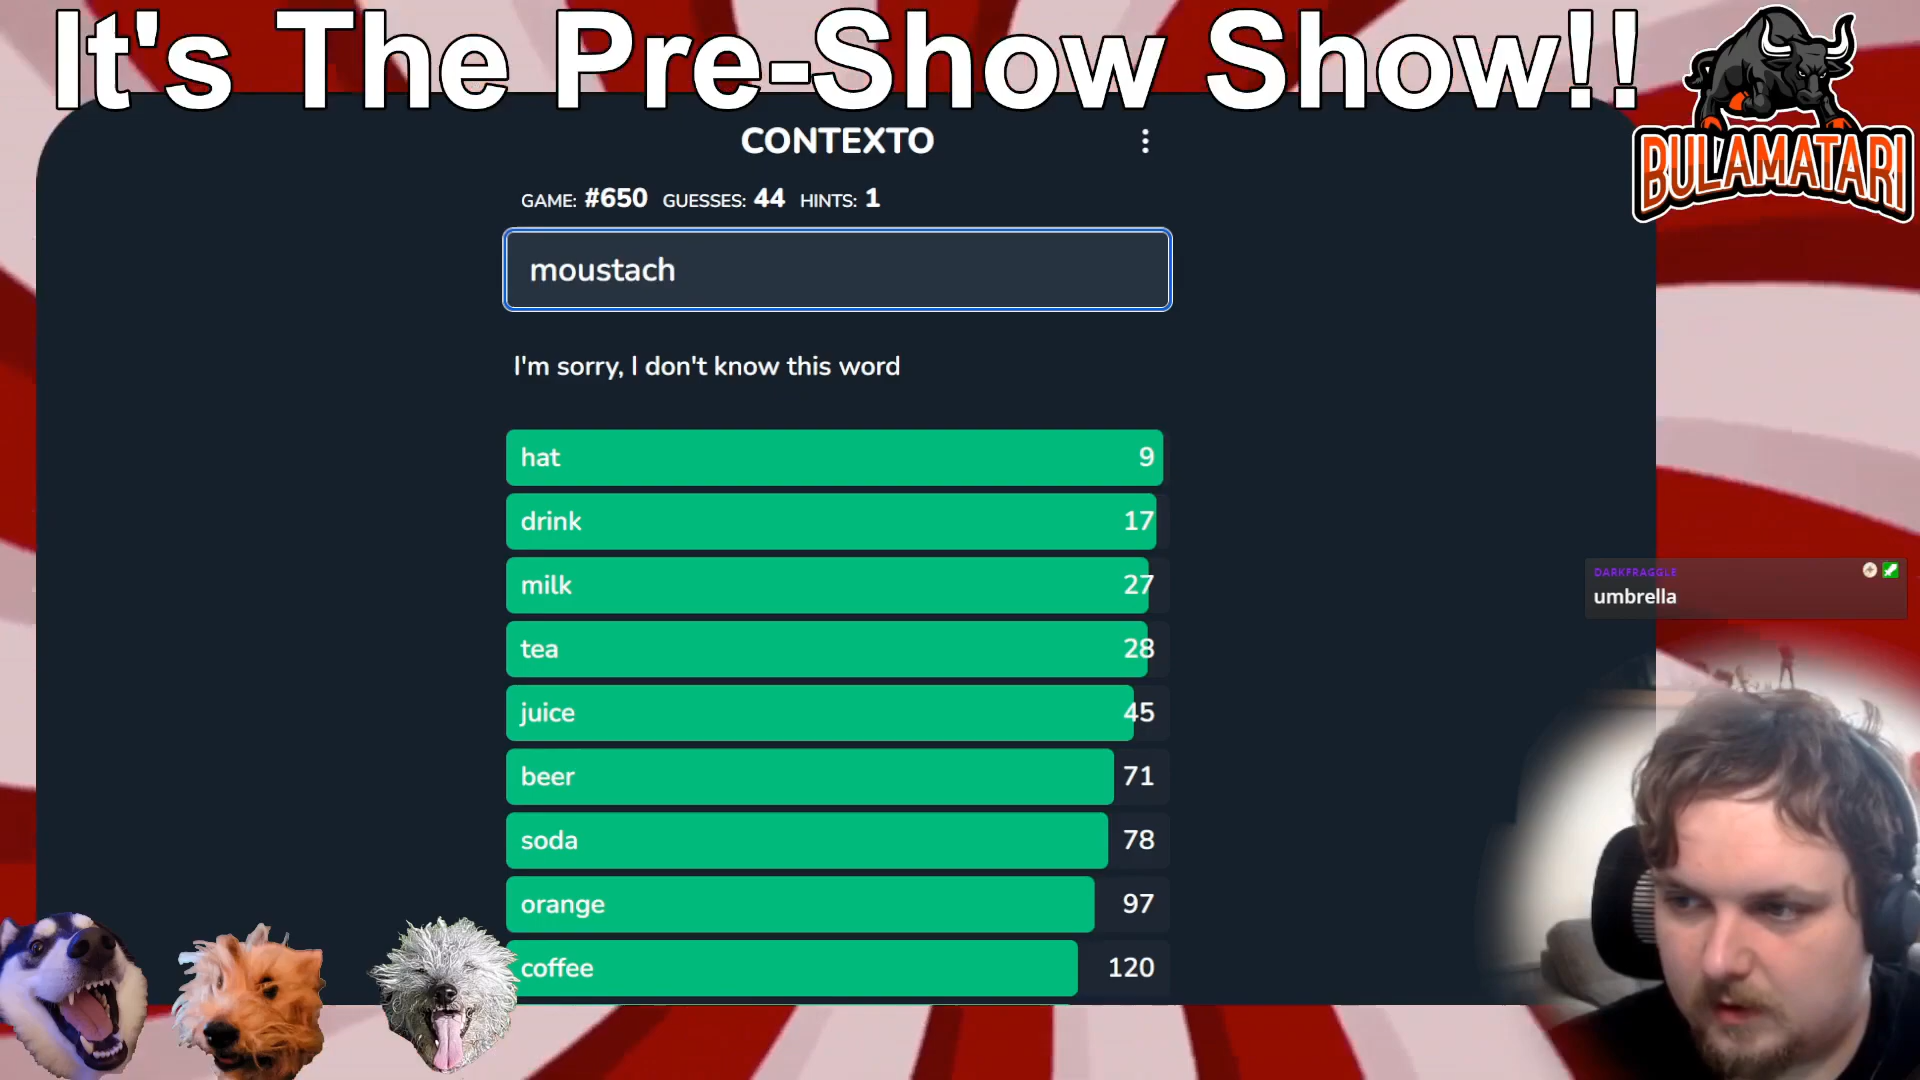 It's The Pre-Show Show!!
BULAMATARI
CONTEXTO
GAME: #650 GUESSES: 44 HINTS: 1
moustach
I'm sorry, I don't know this word
hat 9
drink 17
milk 27
tea 28
juice 45
beer 71
soda 78
orange 97
coffee 120
DARKFRAGGLE
umbrella